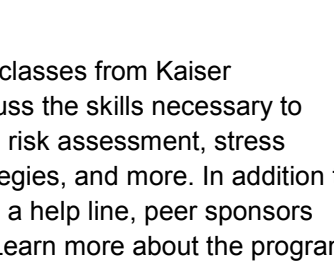 classes from Kaiser
uss the skills necessary to
risk assessment, stress
egies, and more. In addition
a help line, peer sponsors
Learn more about the progra